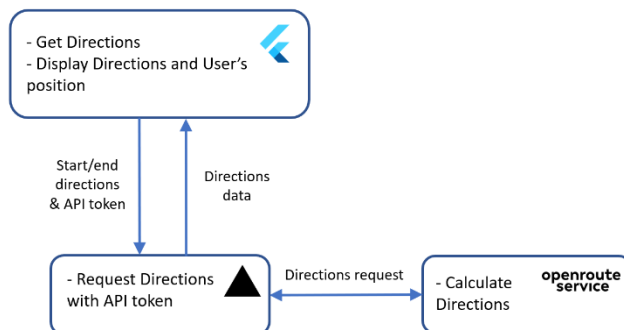 - Get Directions
- Display Directions and User's
position
Start/end
directions
& API token
Directions
data
- Request Directions
with API token
Directions request
- Calculate
Directions
openroute
service